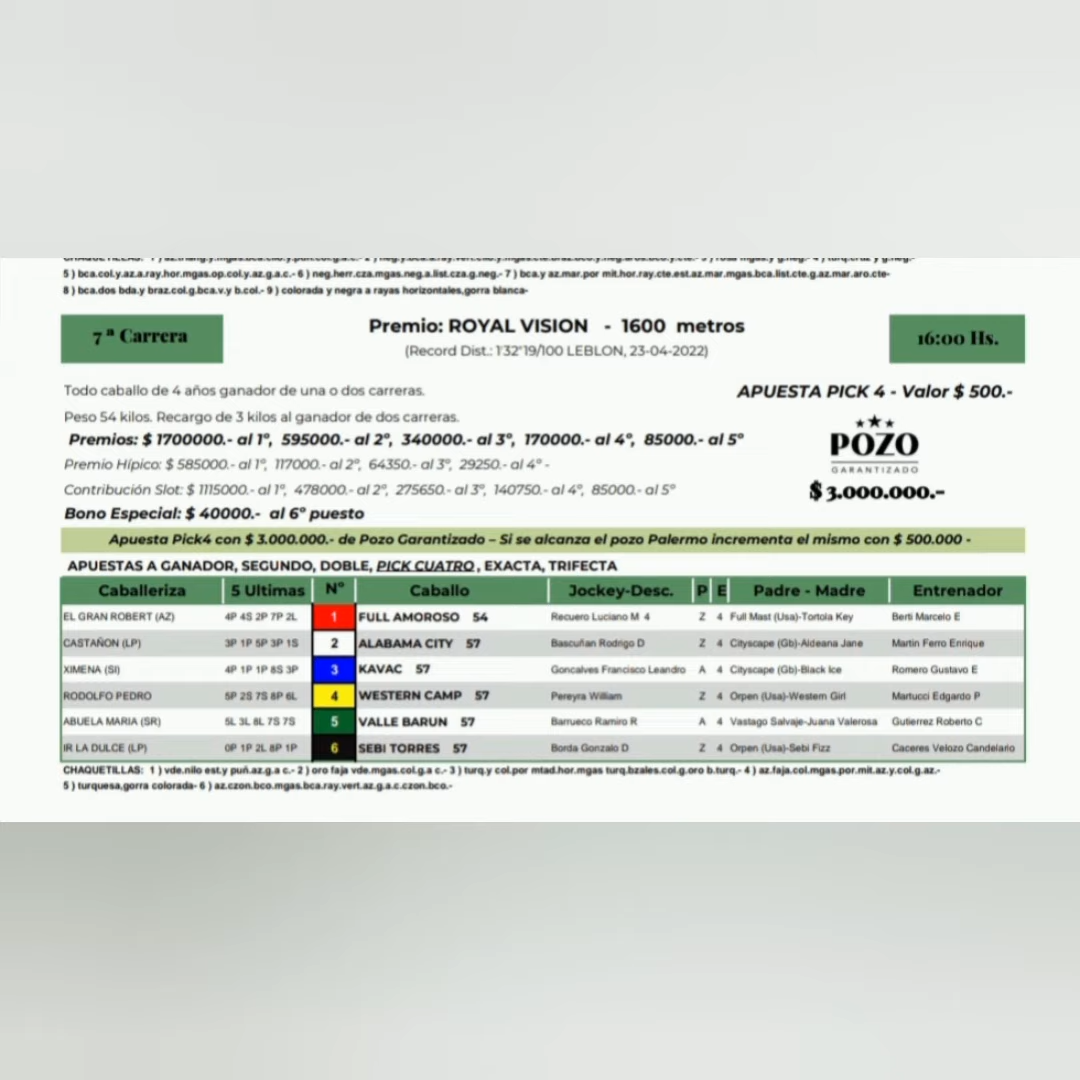 5 ) bca.col.y.az.a.ray.hor.mgas.op.col.y.az.g.a.c.- 6 ) neg.herr.cza.mgas.neg.a.list.cza.g.neg.- 7 ) bca.y az.mar.por mit.hor.ray.cte.est.az.mar.mgas.bca.list.cte.g.az.mar.aro.cte-
8 ) bca.dos bda.y braz.col.g.bca.v.y b.col.- 9 ) colorada y negra a rayas horizontales,gorra blanca-
7 ª Carrera
Premio: ROYAL VISION - 1600 metros
16:00 Hs.
(Record Dist.: 1'32"19/100 LEBLON, 23-04-2022)
Todo caballo de 4 años ganador de una o dos carreras.
APUESTA PICK 4 - Valor $ 500.-
Peso 54 kilos. Recargo de 3 kilos al ganador de dos carreras.
Premios: $ 1700000.- al 1º, 595000.- al 2º, 340000.- al 3º, 170000.- al 4º, 85000.- al 5º
POZO
GARANTIZADO
Premio Hípico: $ 585000.- al 1º, 117000.- al 2º, 64350.- al 3º, 29250.- al 4º -
Contribución Slot: $ 1115000.- al 1º, 478000.- al 2º, 275650.- al 3º, 140750.- al 4º, 85000.- al 5º
$ 3.000.000.-
Bono Especial: $ 40000.- al 6º puesto
Apuesta Pick4 con $ 3.000.000.- de Pozo Garantizado – Si se alcanza el pozo Palermo incrementa el mismo con $ 500.000 -
APUESTAS A GANADOR, SEGUNDO, DOBLE, PICK CUATRO , EXACTA, TRIFECTA
Caballeriza 5 Ultimas Nº Caballo Jockey-Desc. P E Padre - Madre Entrenador
EL GRAN ROBERT (AZ) 4P 4S 2P 7P 2L 1 FULL AMOROSO 54 Recuero Luciano M 4 Z 4 Full Mast (Usa)-Tortola Key Berti Marcelo E
CASTAÑON (LP) 3P 1P 5P 3P 1S 2 ALABAMA CITY 57 Bascuñan Rodrigo D Z 4 Cityscape (Gb)-Aldeana Jane Martin Ferro Enrique
XIMENA (SI) 4P 1P 1P 8S 3P 3 KAVAC 57 Goncalves Francisco Leandro A 4 Cityscape (Gb)-Black Ice Romero Gustavo E
RODOLFO PEDRO 5P 2S 7S 8P 6L 4 WESTERN CAMP 57 Pereyra William Z 4 Orpen (Usa)-Western Girl Martucci Edgardo P
ABUELA MARIA (SR) 5L 3L 8L 7S 7S 5 VALLE BARUN 57 Barrueco Ramiro R A 4 Vastago Salvaje-Juana Valerosa Gutierrez Roberto C
IR LA DULCE (LP) 0P 1P 2L 8P 1P 6 SEBI TORRES 57 Borda Gonzalo D Z 4 Orpen (Usa)-Sebi Fizz Caceres Velozo Candelario
CHAQUETILLAS: 1 ) vde.nilo est.y puñ.az.g.a c.- 2 ) oro faja vde.mgas.col.g.a c.- 3 ) turq.y col.por mtad.hor.mgas turq.bzales.col.g.oro b.turq.- 4 ) az.faja.col.mgas.por.mit.az.y.col.g.az.-
5 ) turquesa,gorra colorada- 6 ) az.czon.bco.mgas.bca.ray.vert.az.g.a.c.czon.bco.-